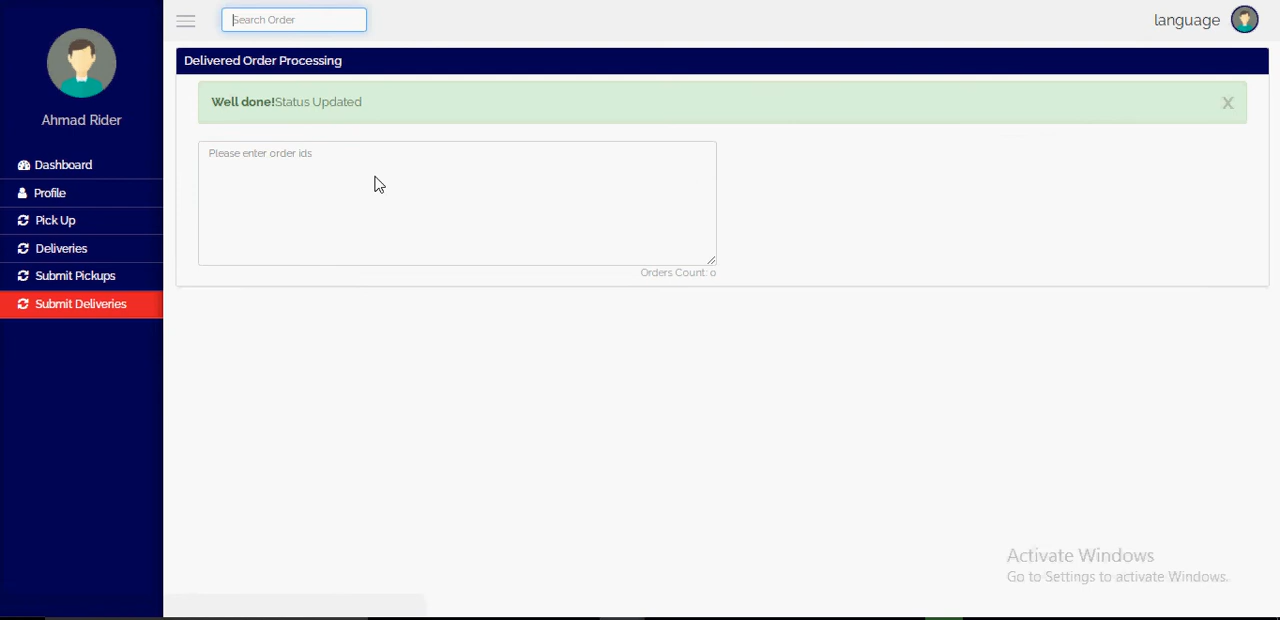 Search Order
language
Ahmad Rider
Dashboard
Profile
Pick Up
Deliveries
Submit Pickups
Submit Deliveries
Delivered Order Processing
Well done!Status Updated
X
Please enter order ids
Orders Count: 0
Activate Windows
Go to Settings to activate Windows.